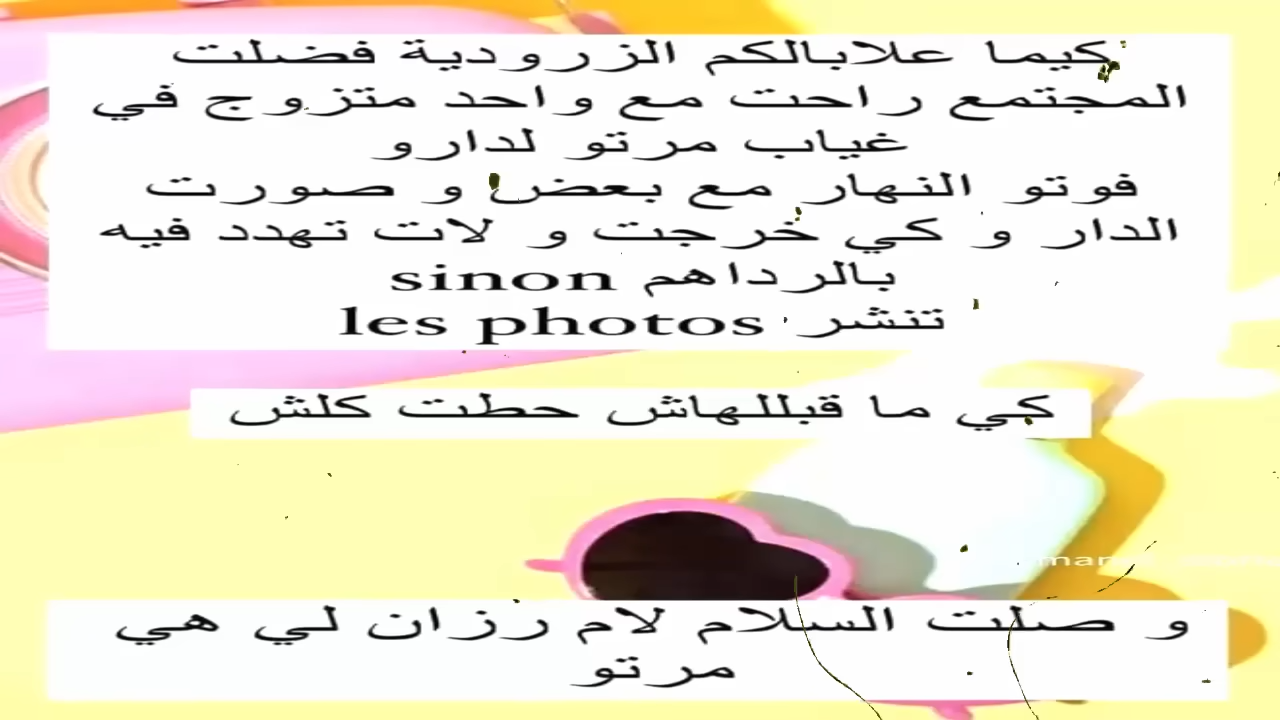 كيما علابالكم الزرودية فضلت
المجتمع راحت مع واحد متزوج في
غياب مرتو لدارو
فوتو النهار مع بعض و صورت
الدار و كي خرجت و لات تهدد فيه
بالرداهم sinon
تنشر les photos
كي ما قبللهاش حطت كلش
و صلت السلام لام رزان لي هي
مرتو